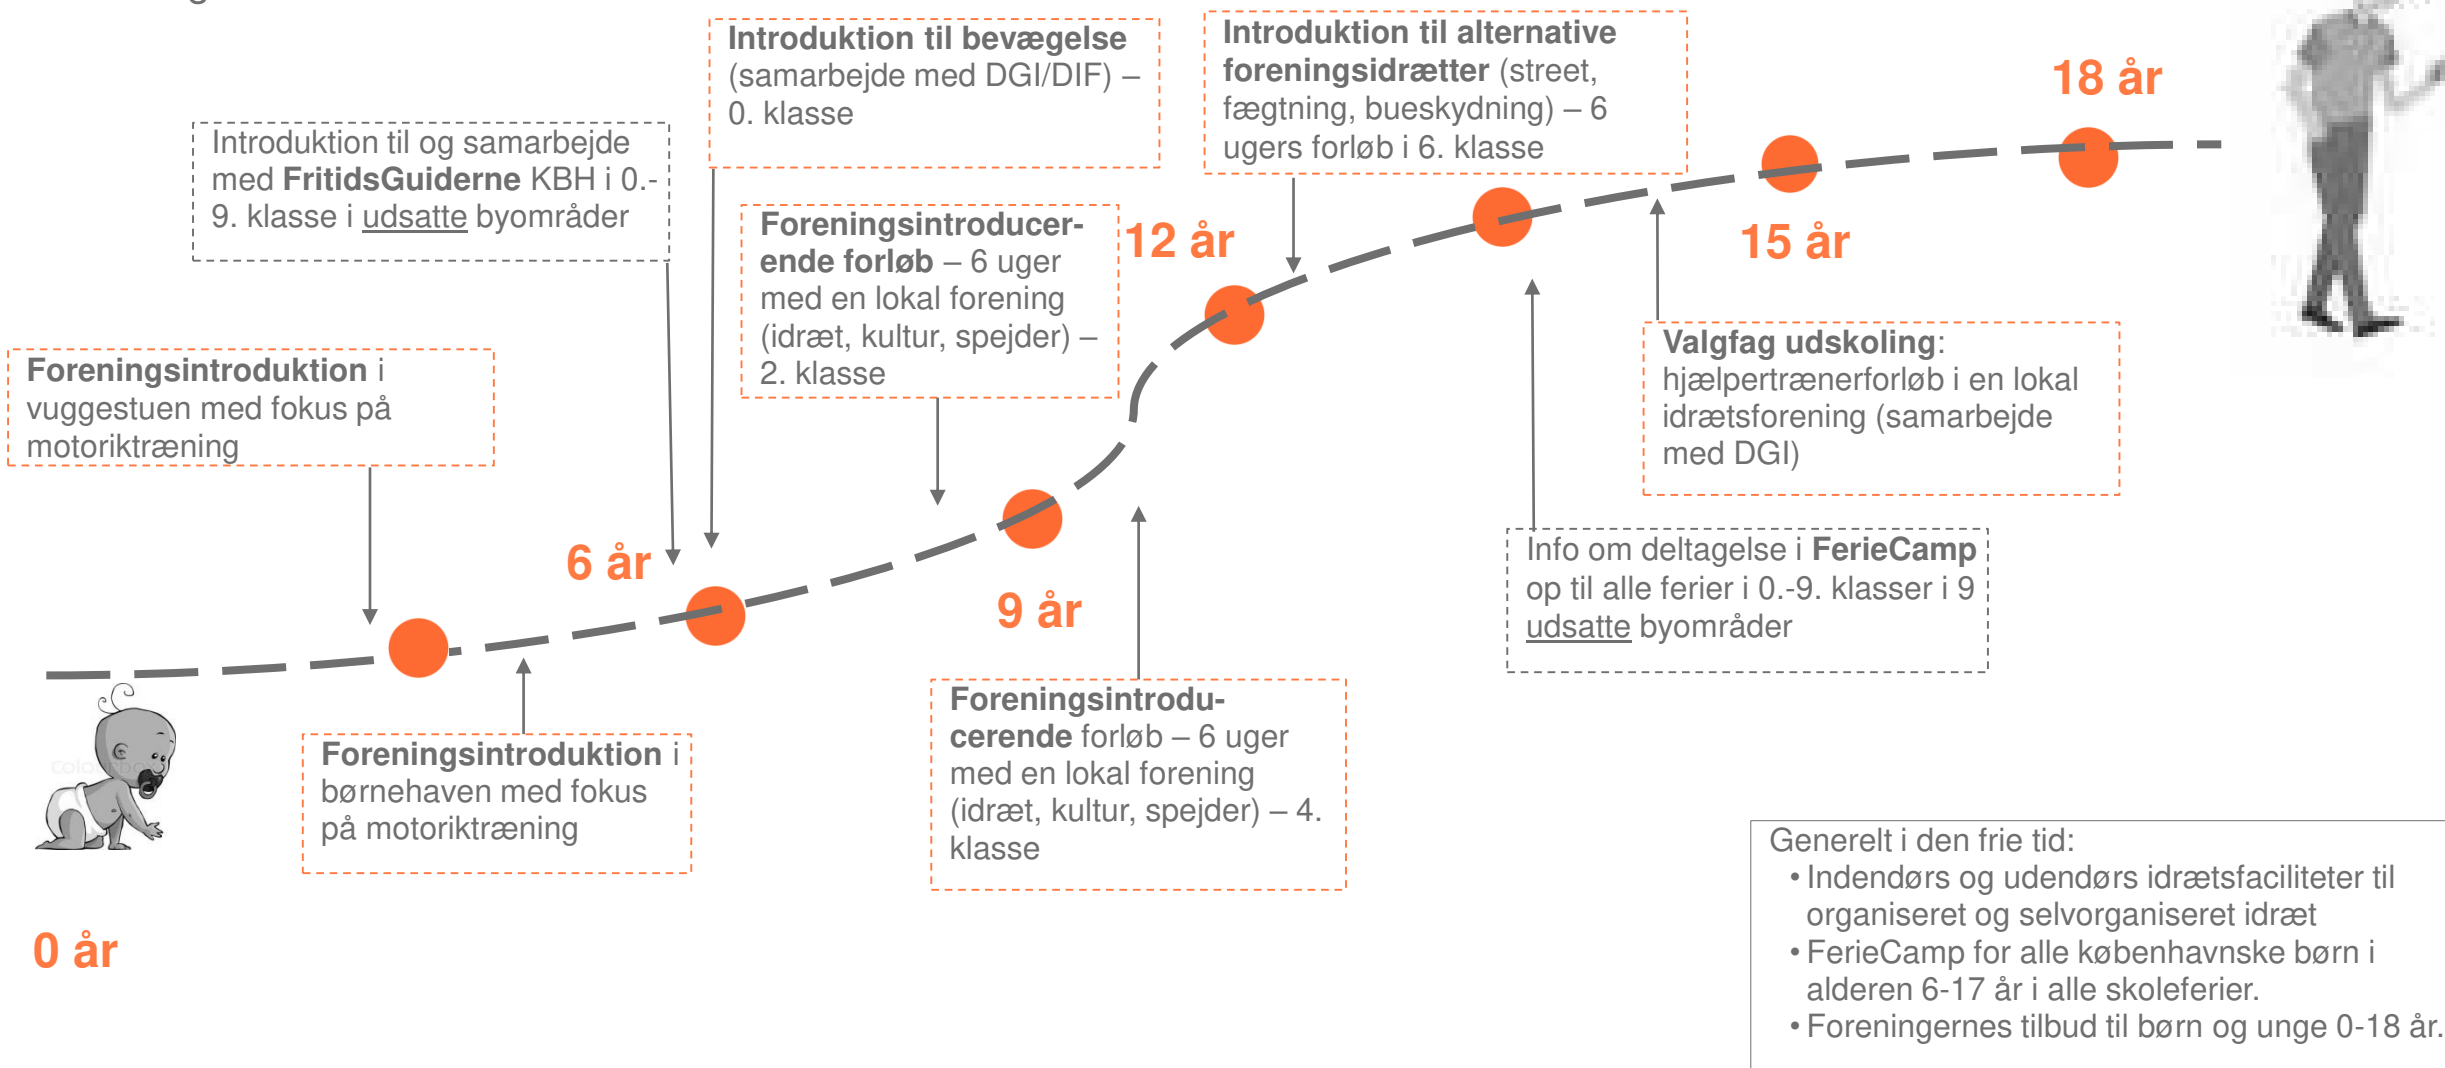 Introduktion til bevægelse
(samarbejde med DGI/DIF) –
0. klasse
Introduktion til alternative
foreningsidrætter (street,
fægtning, bueskydning) – 6
ugers forløb i 6. klasse
18 år
Introduktion til og samarbejde
med FritidsGuiderne KBH i 0.-
9. klasse i udsatte byområder
Foreningsintroducer-
ende forløb – 6 uger
med en lokal forening
(idræt, kultur, spejder) –
2. klasse
12 år
15 år
Foreningsintroduktion i
vuggestuen med fokus på
motoriktræning
Valgfag udskoling:
hjælpertrænerforløb i en lokal
idrætsforening (samarbejde
med DGI)
6 år
9 år
Info om deltagelse i FerieCamp
op til alle ferier i 0.-9. klasser i 9
udsatte byområder
Foreningsintroduktion i
børnehaven med fokus
på motoriktræning
Foreningsintrodu-
cerende forløb – 6 uger
med en lokal forening
(idræt, kultur, spejder) – 4.
klasse
0 år
Generelt i den frie tid:
• Indendørs og udendørs idrætsfaciliteter til
organiseret og selvorganiseret idræt
• FerieCamp for alle københavnske børn i
alderen 6-17 år i alle skoleferier.
• Foreningernes tilbud til børn og unge 0-18 år.